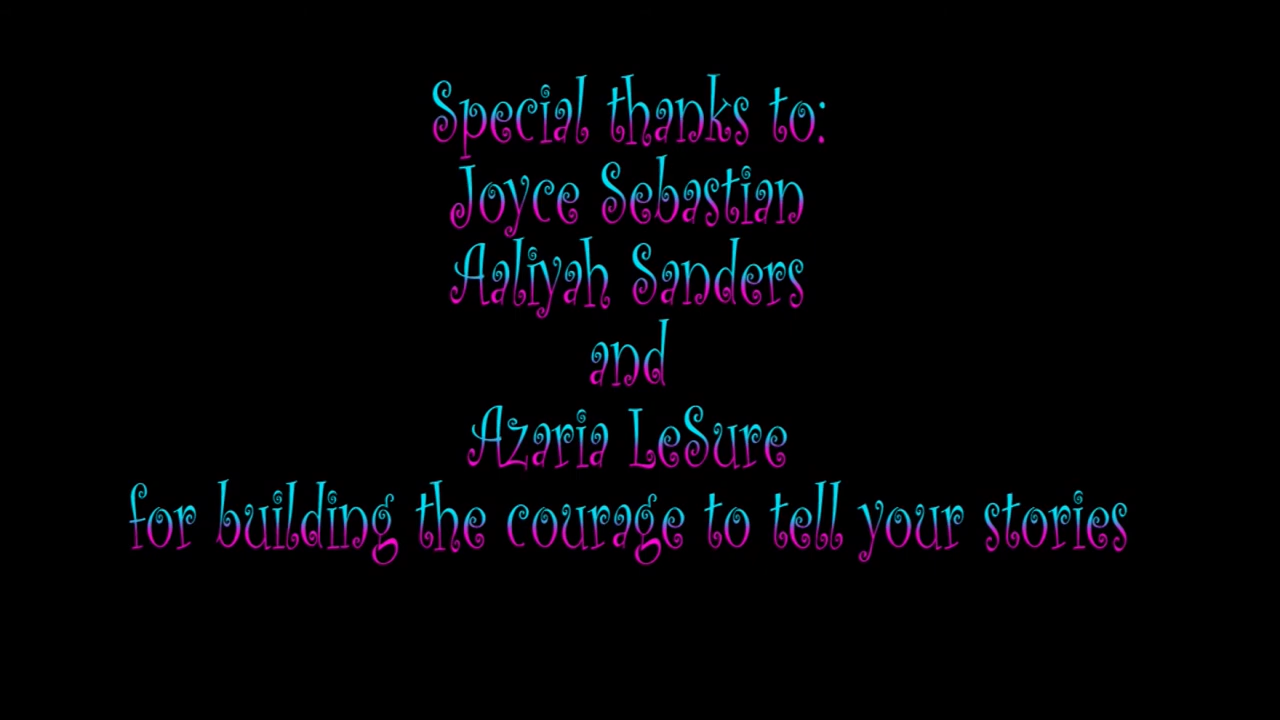 Special thanks to:
Joyce Sebastian
Aaliyah Sanders
and
Azaria LeSure
for building the courage to tell your stories